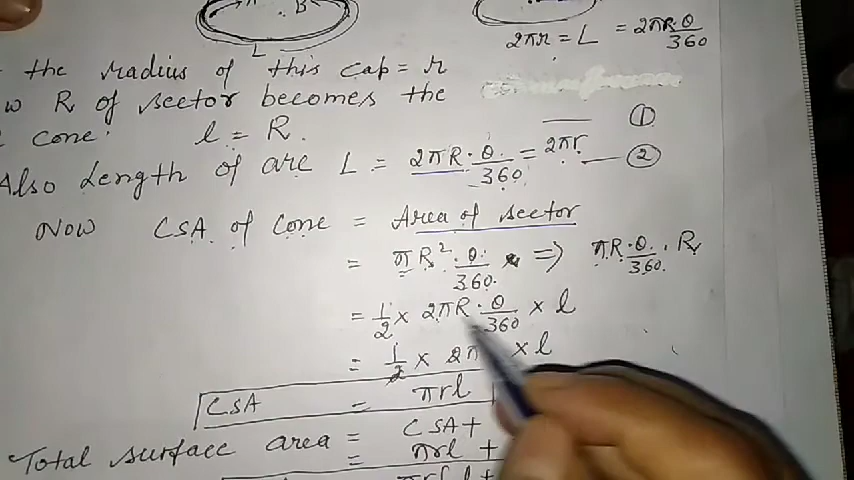 B
L
2πr = L = 2πR·θ/360
the radius of this cap = r
w R of sector becomes the
cone. l = R.
①
Also Length of arc L = 2πR·θ/360 = 2πr — ②
Now CSA of Cone = Area of sector
= πR²·θ/360 ⇒ πR·θ/360 · R
= 1/2 × 2πR·θ/360 × l
= 1/2 × 2π × l
CSA = πrl
Total surface area = CSA +
= πrl +